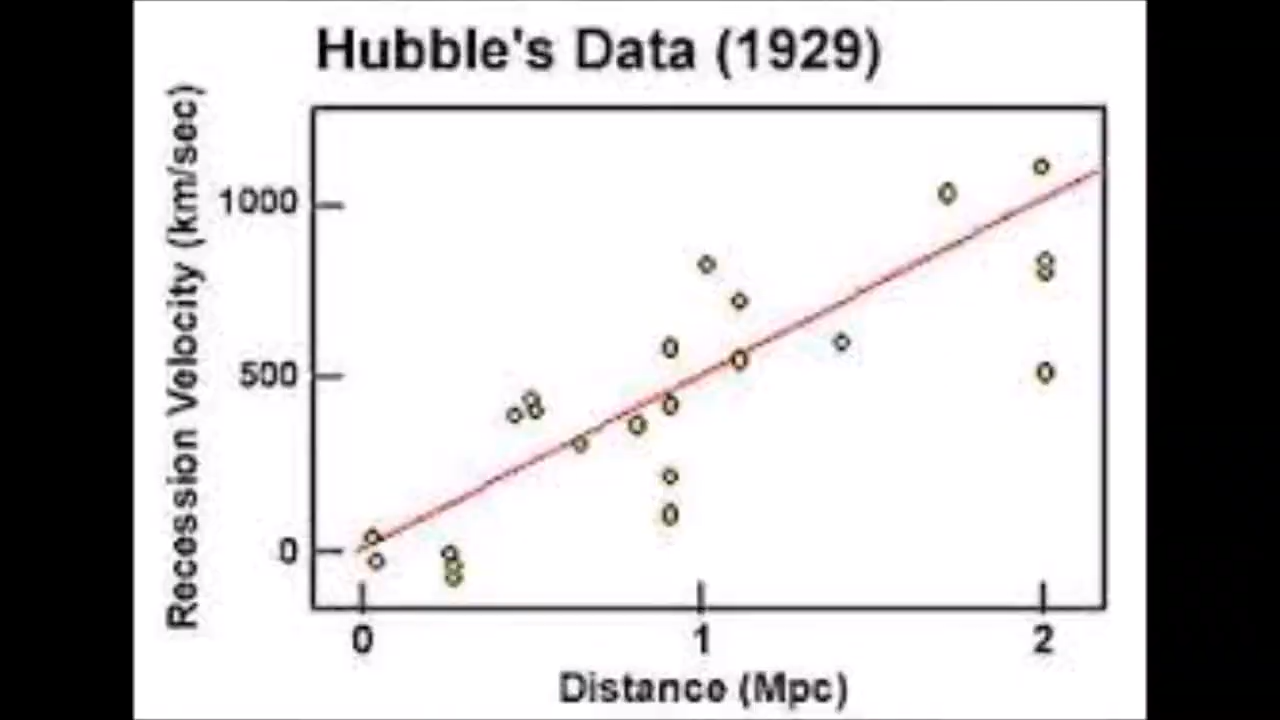 Hubble's Data (1929)
Recession Velocity (km/sec)
1000
500
0
0 1 2
Distance (Mpc)